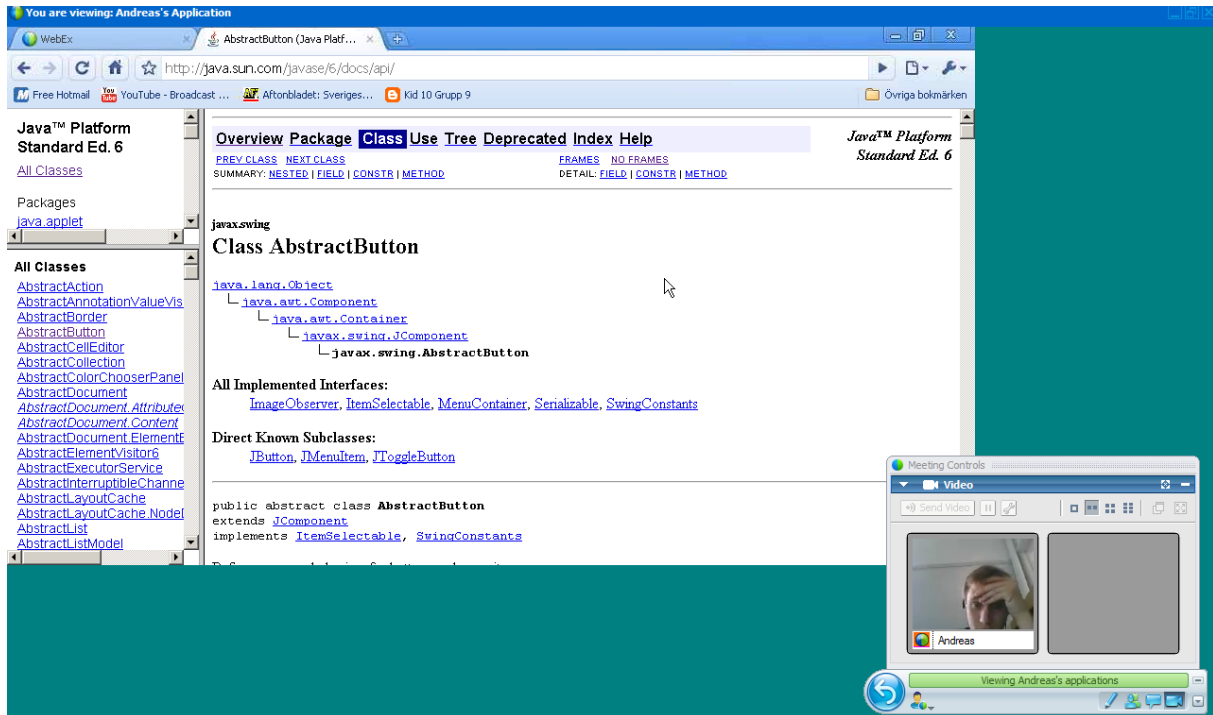 You are viewing: Andreas's Application
WebEx
AbstractButton (Java Platf...
http://java.sun.com/javase/6/docs/api/
Free Hotmail YouTube - Broadcast ... Aftonbladet: Sveriges... Kid 10 Grupp 9 Övriga bokmärken
Java™ Platform
Standard Ed. 6
All Classes
Packages
java.applet
All Classes
AbstractAction
AbstractAnnotationValueVis
AbstractBorder
AbstractButton
AbstractCellEditor
AbstractCollection
AbstractColorChooserPanel
AbstractDocument
AbstractDocument.Attribute
AbstractDocument.Content
AbstractDocument.ElementE
AbstractElementVisitor6
AbstractExecutorService
AbstractInterruptibleChanne
AbstractLayoutCache
AbstractLayoutCache.Node
AbstractList
AbstractListModel
Overview Package Class Use Tree Deprecated Index Help
Java™ Platform
Standard Ed. 6
PREV CLASS NEXT CLASS FRAMES NO FRAMES
SUMMARY: NESTED | FIELD | CONSTR | METHOD DETAIL: FIELD | CONSTR | METHOD
javax.swing
Class AbstractButton
java.lang.Object
java.awt.Component
java.awt.Container
javax.swing.JComponent
javax.swing.AbstractButton
All Implemented Interfaces:
ImageObserver, ItemSelectable, MenuContainer, Serializable, SwingConstants
Direct Known Subclasses:
JButton, JMenuItem, JToggleButton
public abstract class AbstractButton
extends JComponent
implements ItemSelectable, SwingConstants
Meeting Controls
Video
Send Video
Andreas
Viewing Andreas's applications